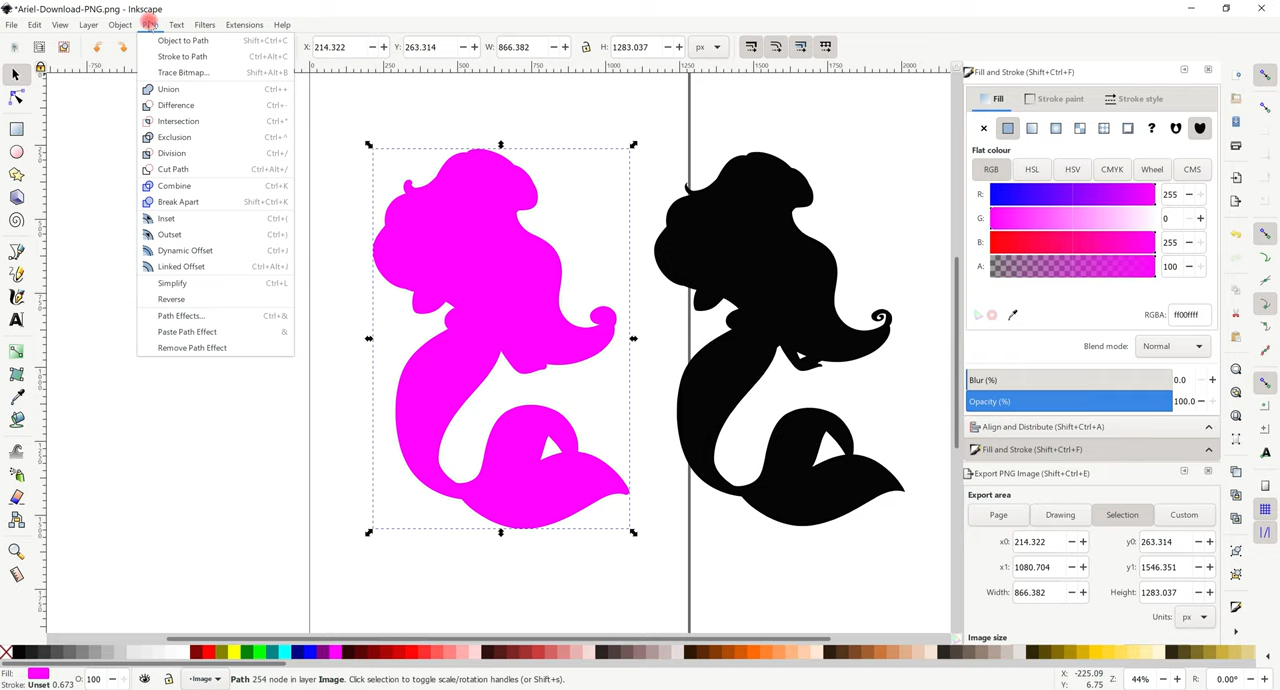 *Ariel-Download-PNG.png - Inkscape
File Edit View Layer Object Path Text Filters Extensions Help
X: 214.322 Y: 263.314 W: 866.382 H: 1283.037 px
Object to Path Shift+Ctrl+C
Stroke to Path Ctrl+Alt+C
Trace Bitmap... Shift+Alt+B
Union Ctrl++
Difference Ctrl+-
Intersection Ctrl+*
Exclusion Ctrl+^
Division Ctrl+/
Cut Path Ctrl+Alt+/
Combine Ctrl+K
Break Apart Shift+Ctrl+K
Inset Ctrl+(
Outset Ctrl+)
Dynamic Offset Ctrl+J
Linked Offset Ctrl+Alt+J
Simplify Ctrl+L
Reverse
Path Effects... Ctrl+&
Paste Path Effect &
Remove Path Effect
-750 0 500 1500 2000
Fill and Stroke (Shift+Ctrl+F)
Fill Stroke paint Stroke style
Flat colour
RGB HSL HSV CMYK Wheel CMS
R: 255
G: 0
B: 255
A: 100
RGBA: ff00ffff
Blend mode: Normal
Blur (%) 0.0
Opacity (%) 100.0
Align and Distribute (Shift+Ctrl+A)
Fill and Stroke (Shift+Ctrl+F)
Export PNG Image (Shift+Ctrl+E)
Export area
Page Drawing Selection Custom
x0: 214.322 y0: 263.314
x1: 1080.704 y1: 1546.351
Width: 866.382 Height: 1283.037
Units: px
Image size
Fill:
Stroke: Unset 0.673
O: 100
Image
Path 254 node in layer Image. Click selection to toggle scale/rotation handles (or Shift+s).
X: -225.09
Y: 6.75
Z: 44% R: 0.00°